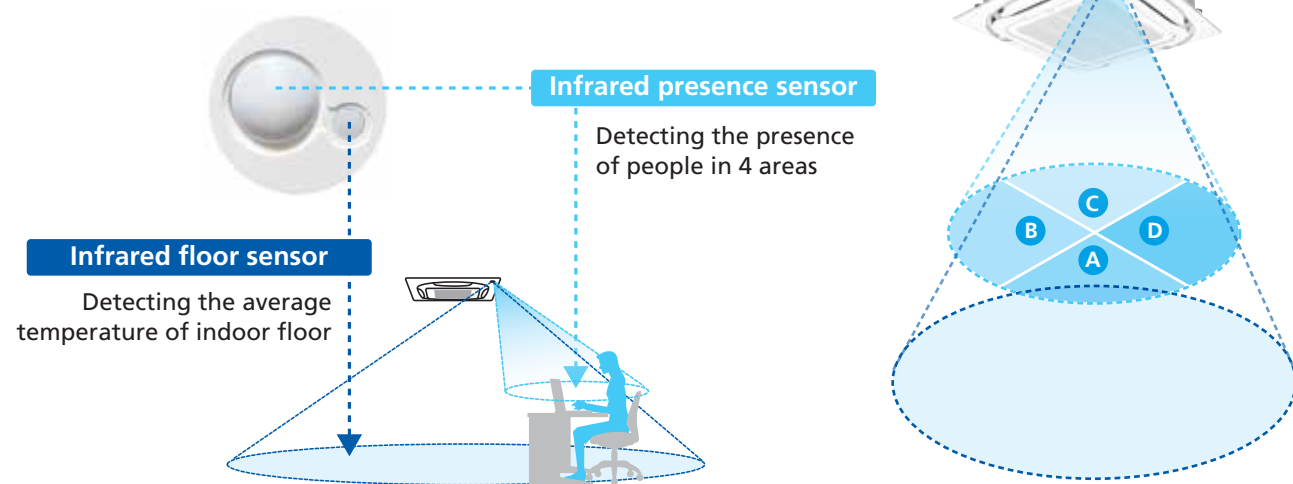 Infrared presence sensor
Detecting the presence
of people in 4 areas
Infrared floor sensor
Detecting the average
temperature of indoor floor
C
B
D
A